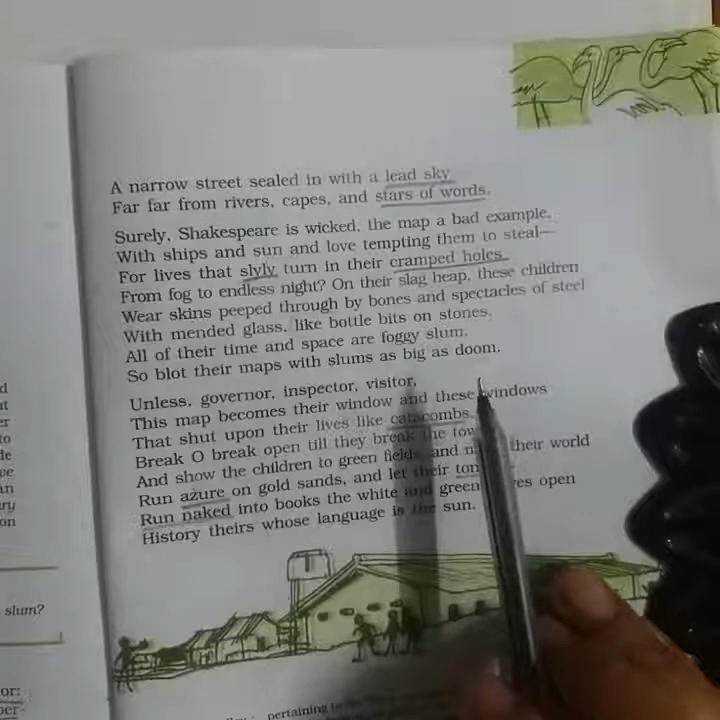 A narrow street sealed in with a lead sky
Far far from rivers, capes, and stars of words.
Surely, Shakespeare is wicked, the map a bad example,
With ships and sun and love tempting them to steal—
For lives that slyly turn in their cramped holes
From fog to endless night? On their slag heap, these children
Wear skins peeped through by bones and spectacles of steel
With mended glass, like bottle bits on stones.
All of their time and space are foggy slum.
So blot their maps with slums as big as doom.
Unless, governor, inspector, visitor,
This map becomes their window and these windows
That shut upon their lives like catacombs,
Break O break open till they break the tow
And show the children to green fields, and their world
Run azure on gold sands, and let their ton
Run naked into books the white and green es open
History theirs whose language is the sun.
slum?
or:
per-
pertaining to